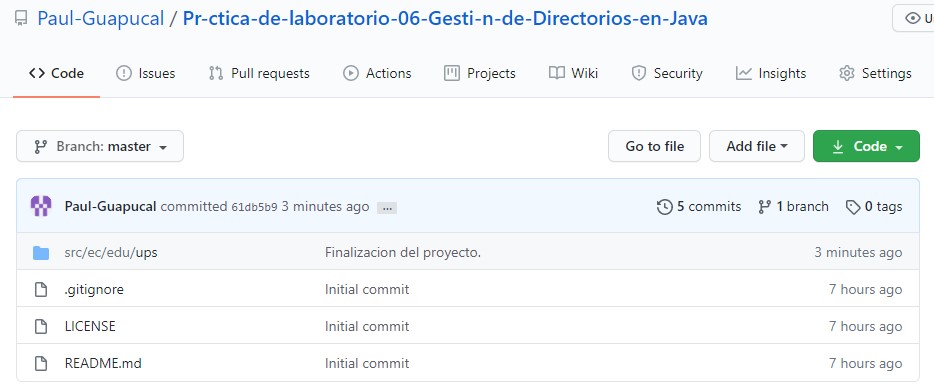 Paul-Guapucal / Pr-ctica-de-laboratorio-06-Gesti-n-de-Directorios-en-Java
Code Issues Pull requests Actions Projects Wiki Security Insights Settings
Branch: master Go to file Add file Code
Paul-Guapucal committed 61db5b9 3 minutes ago ... 5 commits 1 branch 0 tags
src/ec/edu/ups Finalizacion del proyecto. 3 minutes ago
.gitignore Initial commit 7 hours ago
LICENSE Initial commit 7 hours ago
README.md Initial commit 7 hours ago